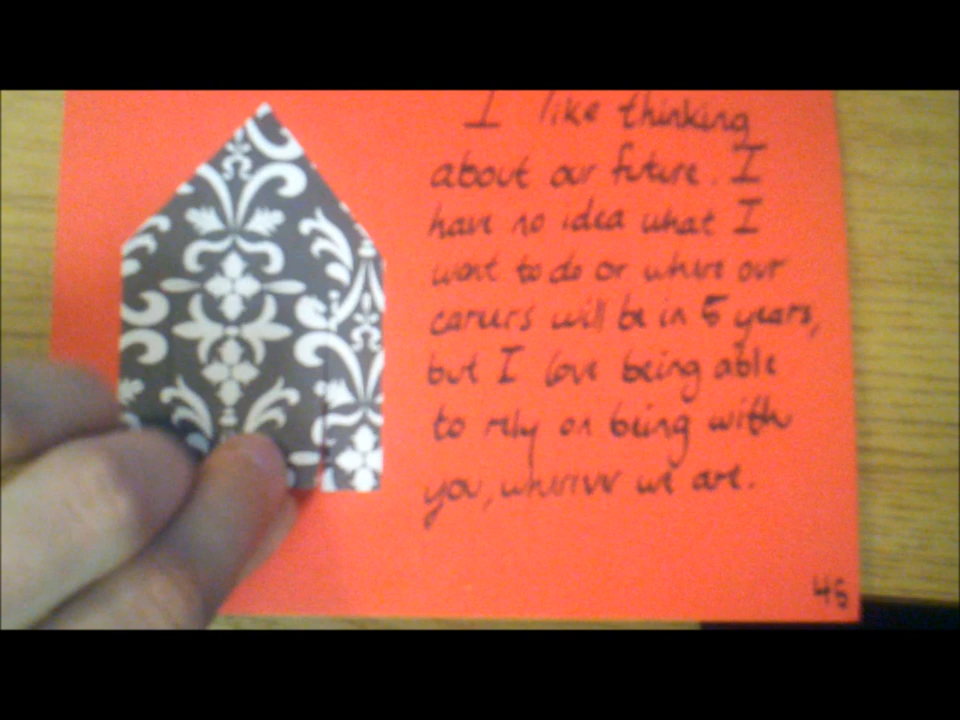 I like thinking
about our future. I
have no idea what I
want to do or where our
careers will be in 5 years,
but I love being able
to rely on being with
you, wherever we are.
45